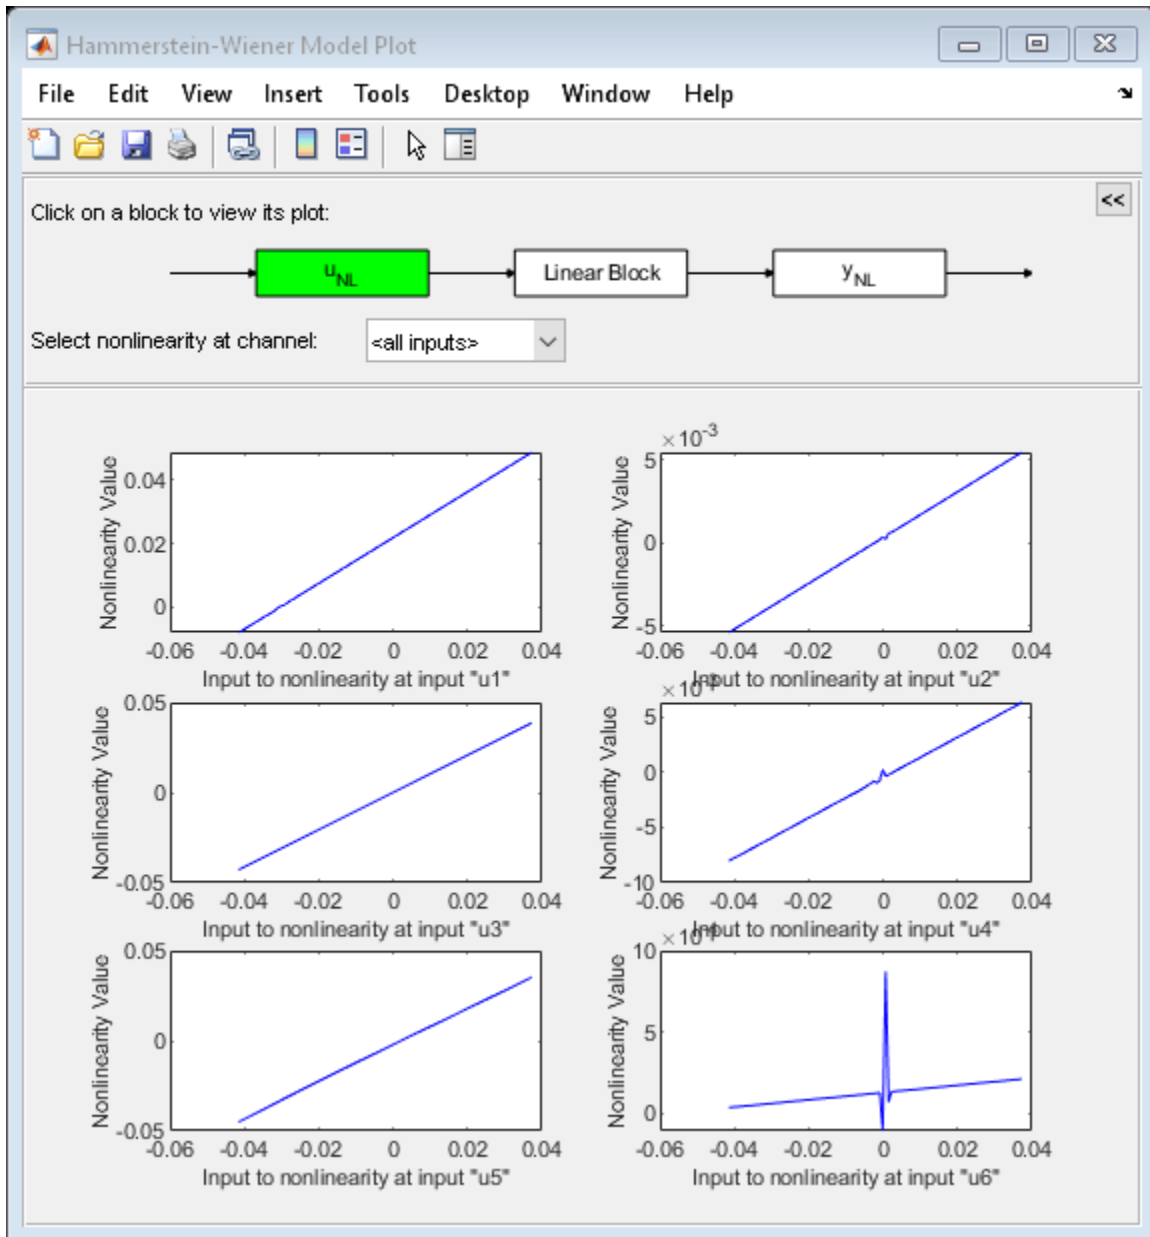 Hammerstein-Wiener Model Plot
File Edit View Insert Tools Desktop Window Help
Click on a block to view its plot:
<<
u_NL Linear Block y_NL
Select nonlinearity at channel: <all inputs>
Nonlinearity Value
0.04
0.02
0
-0.06 -0.04 -0.02 0 0.02 0.04
Input to nonlinearity at input "u1"
×10^-3
Nonlinearity Value
5
0
-5
-0.06 -0.04 -0.02 0 0.02 0.04
Input to nonlinearity at input "u2"
Nonlinearity Value
0.05
0
-0.05
-0.06 -0.04 -0.02 0 0.02 0.04
Input to nonlinearity at input "u3"
Nonlinearity Value
5
0
-5
-10
-0.06 -0.04 -0.02 0 0.02 0.04
Input to nonlinearity at input "u4"
Nonlinearity Value
0.05
0
-0.05
-0.06 -0.04 -0.02 0 0.02 0.04
Input to nonlinearity at input "u5"
Nonlinearity Value
10
5
0
-0.06 -0.04 -0.02 0 0.02 0.04
Input to nonlinearity at input "u6"